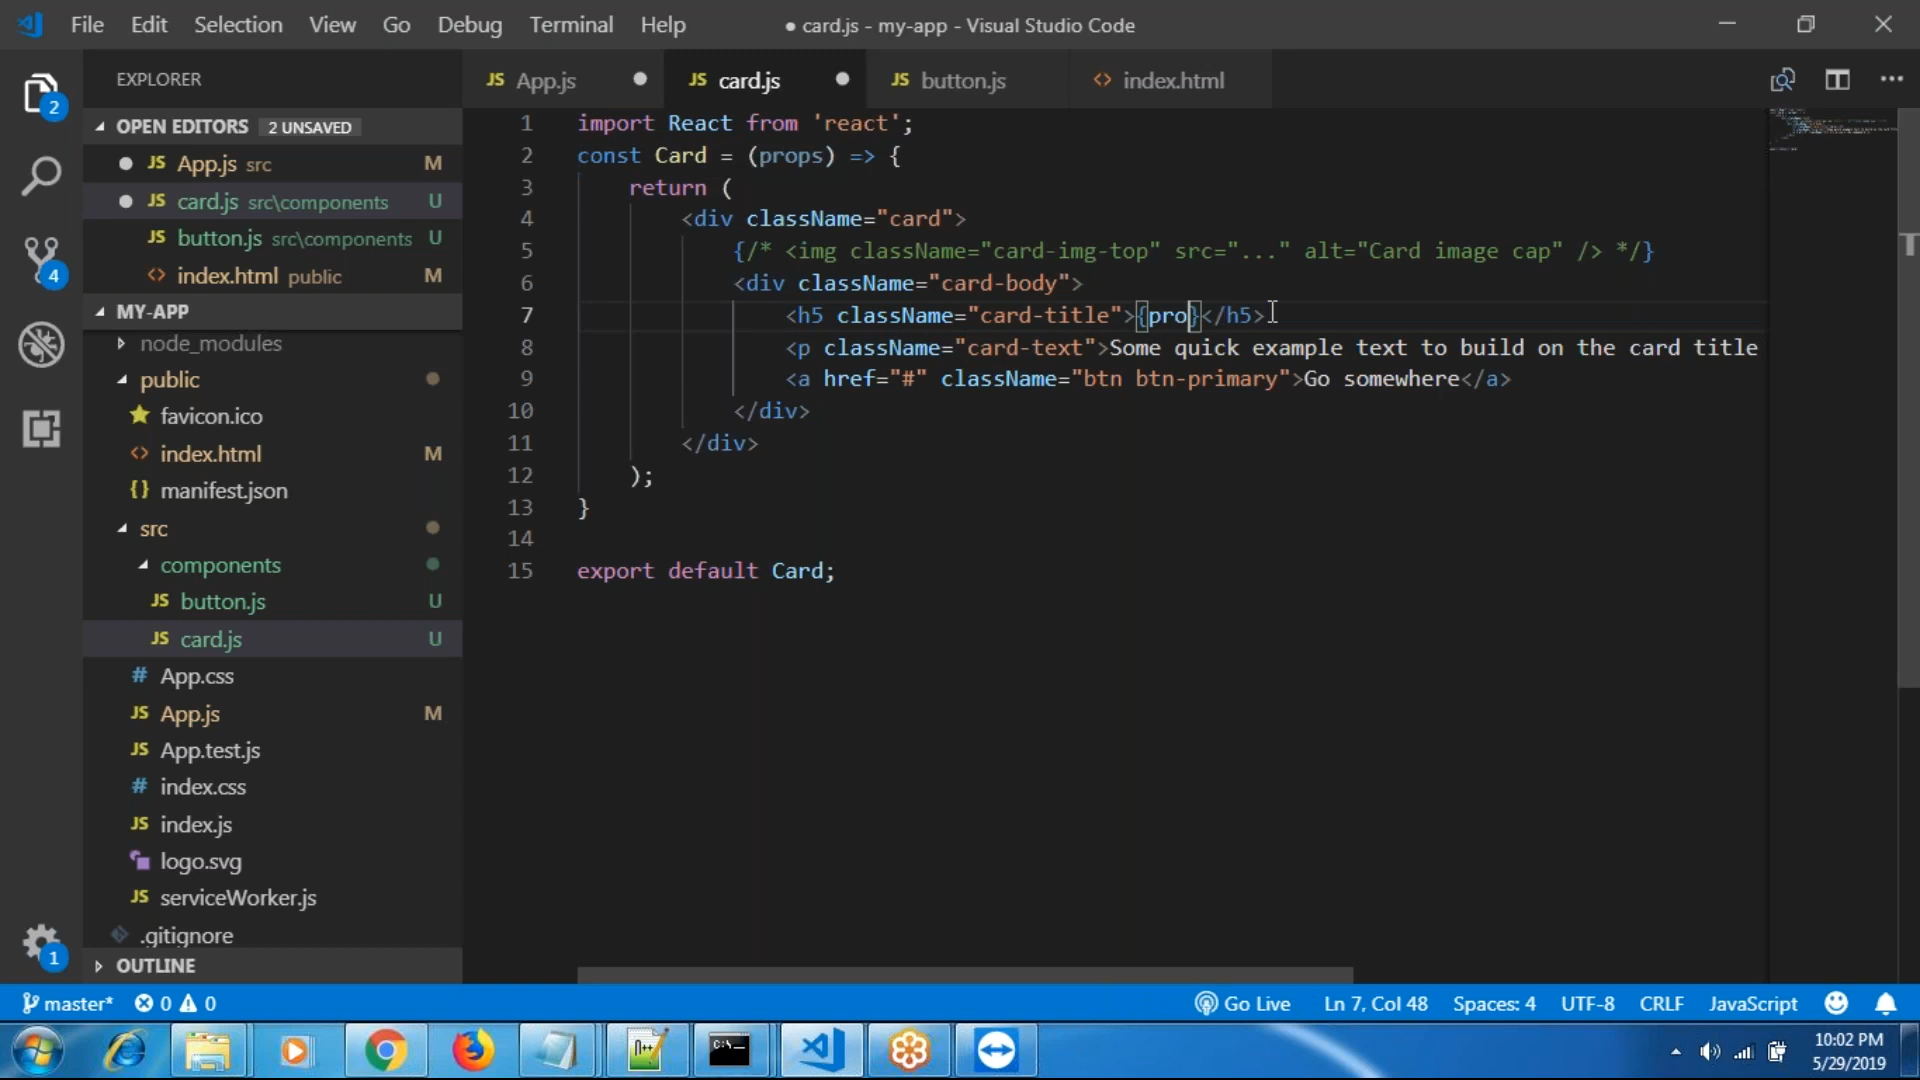 File Edit Selection View Go Debug Terminal Help ● card.js - my-app - Visual Studio Code
2
EXPLORER
JS App.js
JS card.js
JS button.js
<> index.html
OPEN EDITORS 2 UNSAVED
JS App.js src M
JS card.js src\components U
JS button.js src\components U
<> index.html public M
4
MY-APP
node_modules
public
favicon.ico
<> index.html M
{} manifest.json
src
components
JS button.js U
JS card.js U
# App.css
JS App.js M
JS App.test.js
# index.css
JS index.js
logo.svg
JS serviceWorker.js
.gitignore
OUTLINE
1
1 import React from 'react';
2 const Card = (props) => {
3 return (
4 <div className="card">
5 {/* <img className="card-img-top" src="..." alt="Card image cap" /> */}
6 <div className="card-body">
7 <h5 className="card-title">{pro}</h5>
8 <p className="card-text">Some quick example text to build on the card title
9 <a href="#" className="btn btn-primary">Go somewhere</a>
10 </div>
11 </div>
12 );
13 }
14
15 export default Card;
master* 0 0 Go Live Ln 7, Col 48 Spaces: 4 UTF-8 CRLF JavaScript
10:02 PM
5/29/2019